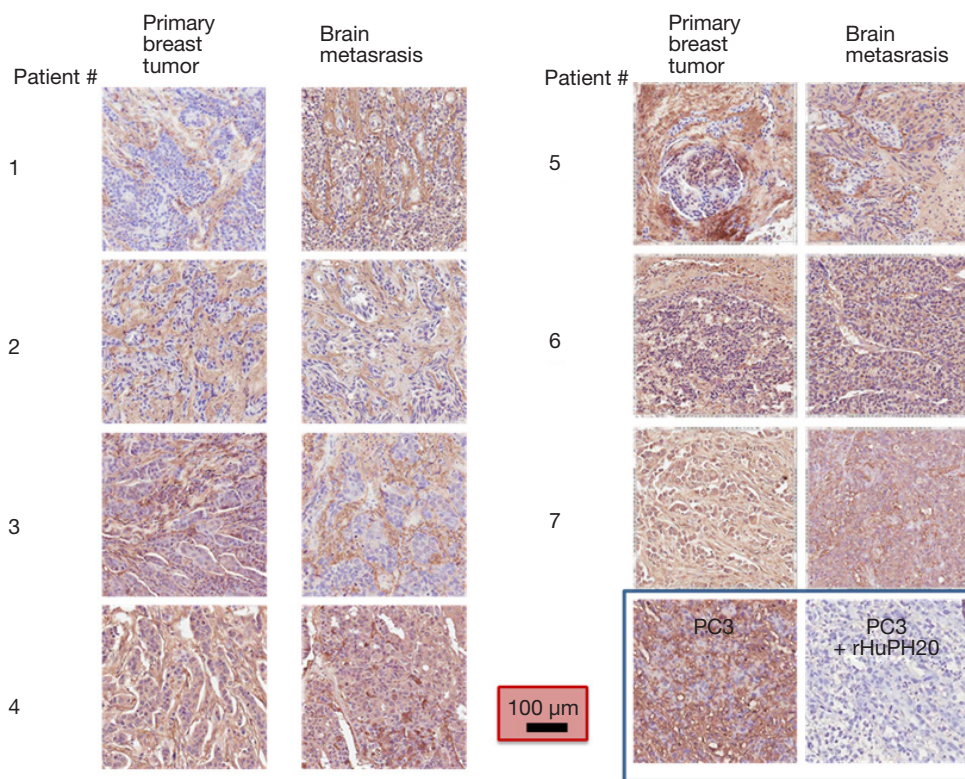 Patient #
Primary
breast
tumor
Brain
metasrasis
1
2
3
4
Patient #
Primary
breast
tumor
Brain
metasrasis
5
6
7
PC3
PC3
+ rHuPH20
100 µm